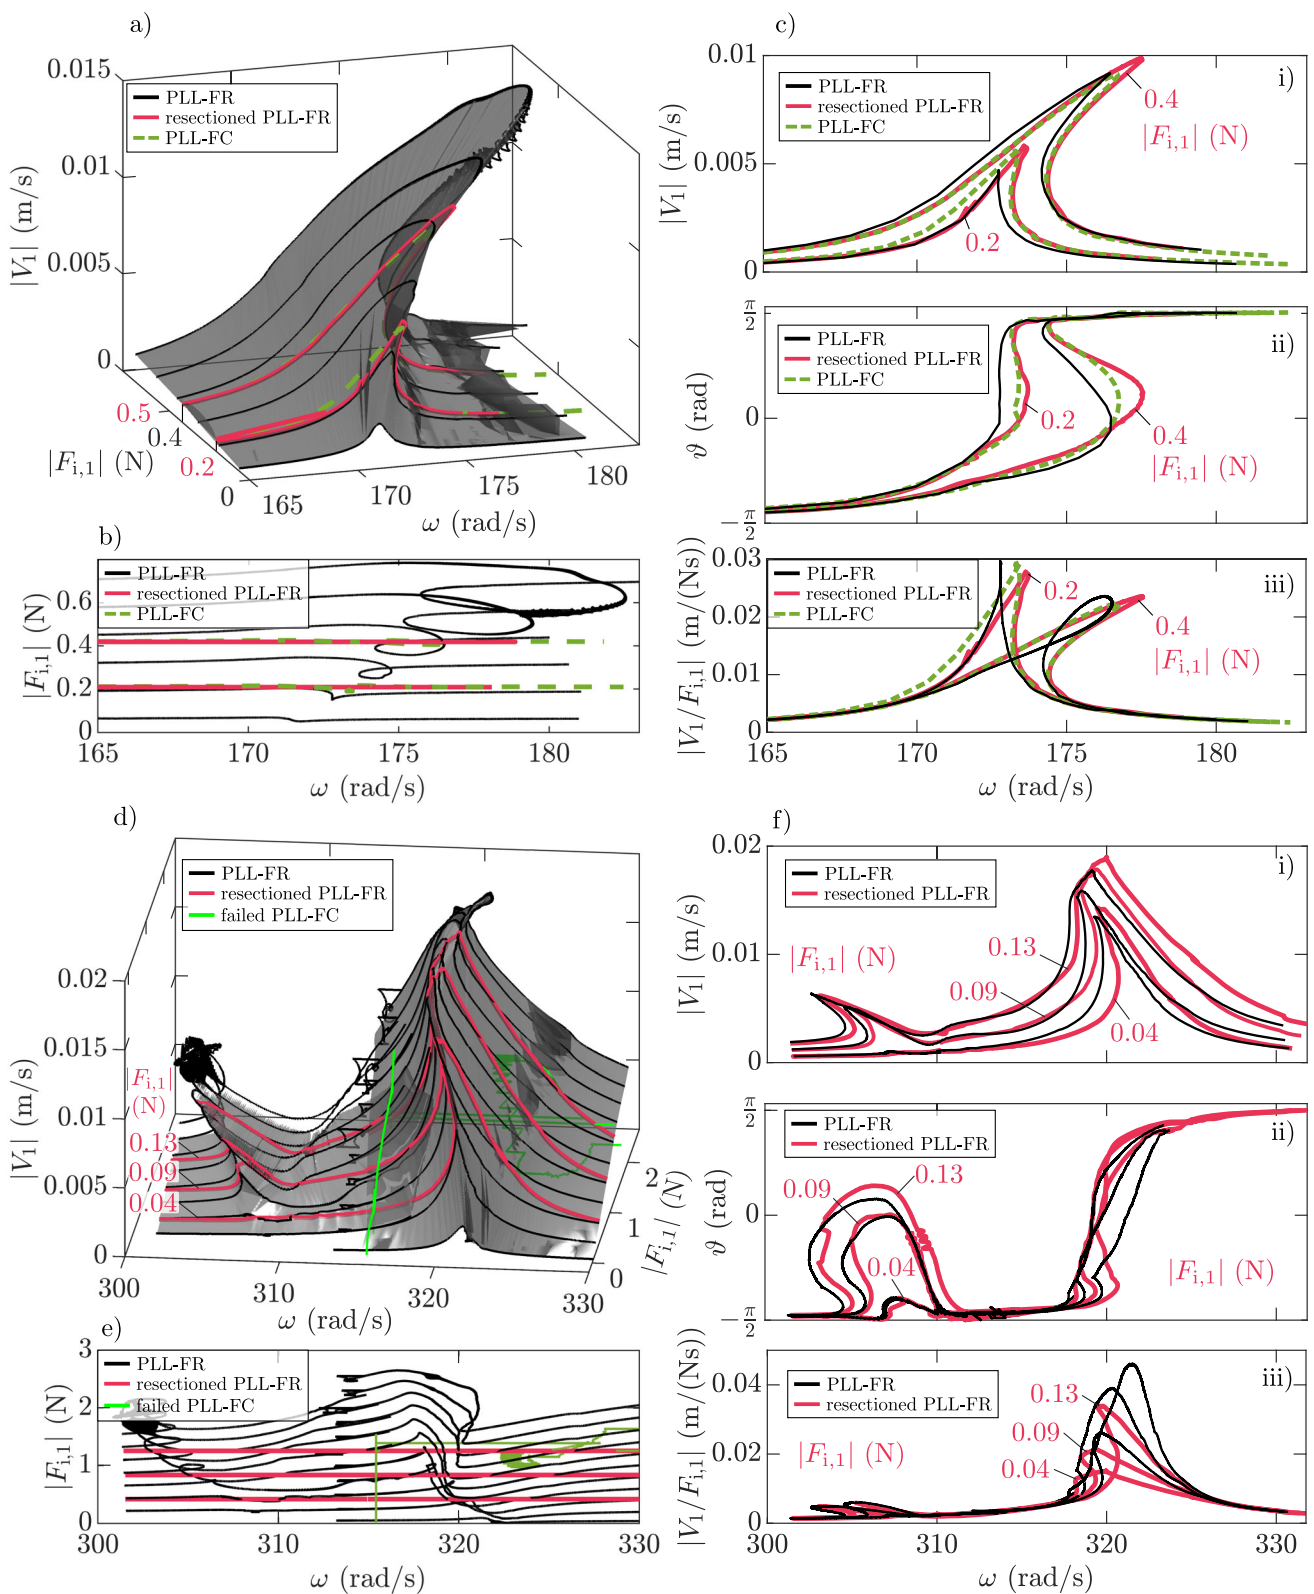 a)
0.015
0.01
0.005
0
|V1| (m/s)
PLL-FR
resectioned PLL-FR
PLL-FC
0.5
0.4
0.2
0
|Fi,1| (N)
165
170
175
180
ω (rad/s)
b)
PLL-FR
resectioned PLL-FR
PLL-FC
0.6
0.4
0.2
0
|Fi,1| (N)
165
170
175
180
ω (rad/s)
c)
i)
0.01
0.005
0
|V1| (m/s)
PLL-FR
resectioned PLL-FR
PLL-FC
0.4
|Fi,1| (N)
0.2
ii)
π/2
0
−π/2
ϑ (rad)
PLL-FR
resectioned PLL-FR
PLL-FC
0.2
0.4
|Fi,1| (N)
iii)
0.03
0.02
0.01
0
|V1/Fi,1| (m/(Ns))
PLL-FR
resectioned PLL-FR
PLL-FC
0.2
0.4
|Fi,1| (N)
165
170
175
180
ω (rad/s)
d)
PLL-FR
resectioned PLL-FR
failed PLL-FC
0.02
0.015
0.01
0.005
0
|V1| (m/s)
|Fi,1|
(N)
0.13
0.09
0.04
2
1
0
|Fi,1| (N)
300
310
320
330
ω (rad/s)
e)
PLL-FR
resectioned PLL-FR
failed PLL-FC
3
2
1
0
|Fi,1| (N)
300
310
320
330
ω (rad/s)
f)
i)
0.02
0.01
0
|V1| (m/s)
PLL-FR
resectioned PLL-FR
|Fi,1| (N)
0.13
0.09
0.04
ii)
π/2
0
−π/2
ϑ (rad)
PLL-FR
resectioned PLL-FR
0.13
0.09
0.04
|Fi,1| (N)
iii)
0.04
0.02
0
|V1/Fi,1| (m/(Ns))
PLL-FR
resectioned PLL-FR
|Fi,1| (N)
0.13
0.09
0.04
300
310
320
330
ω (rad/s)